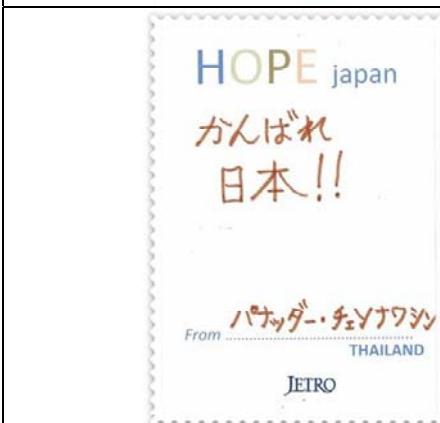 HOPE japan
かんばれ
日本!!
パナッダー・チェンナワシン
From
THAILAND
JETRO